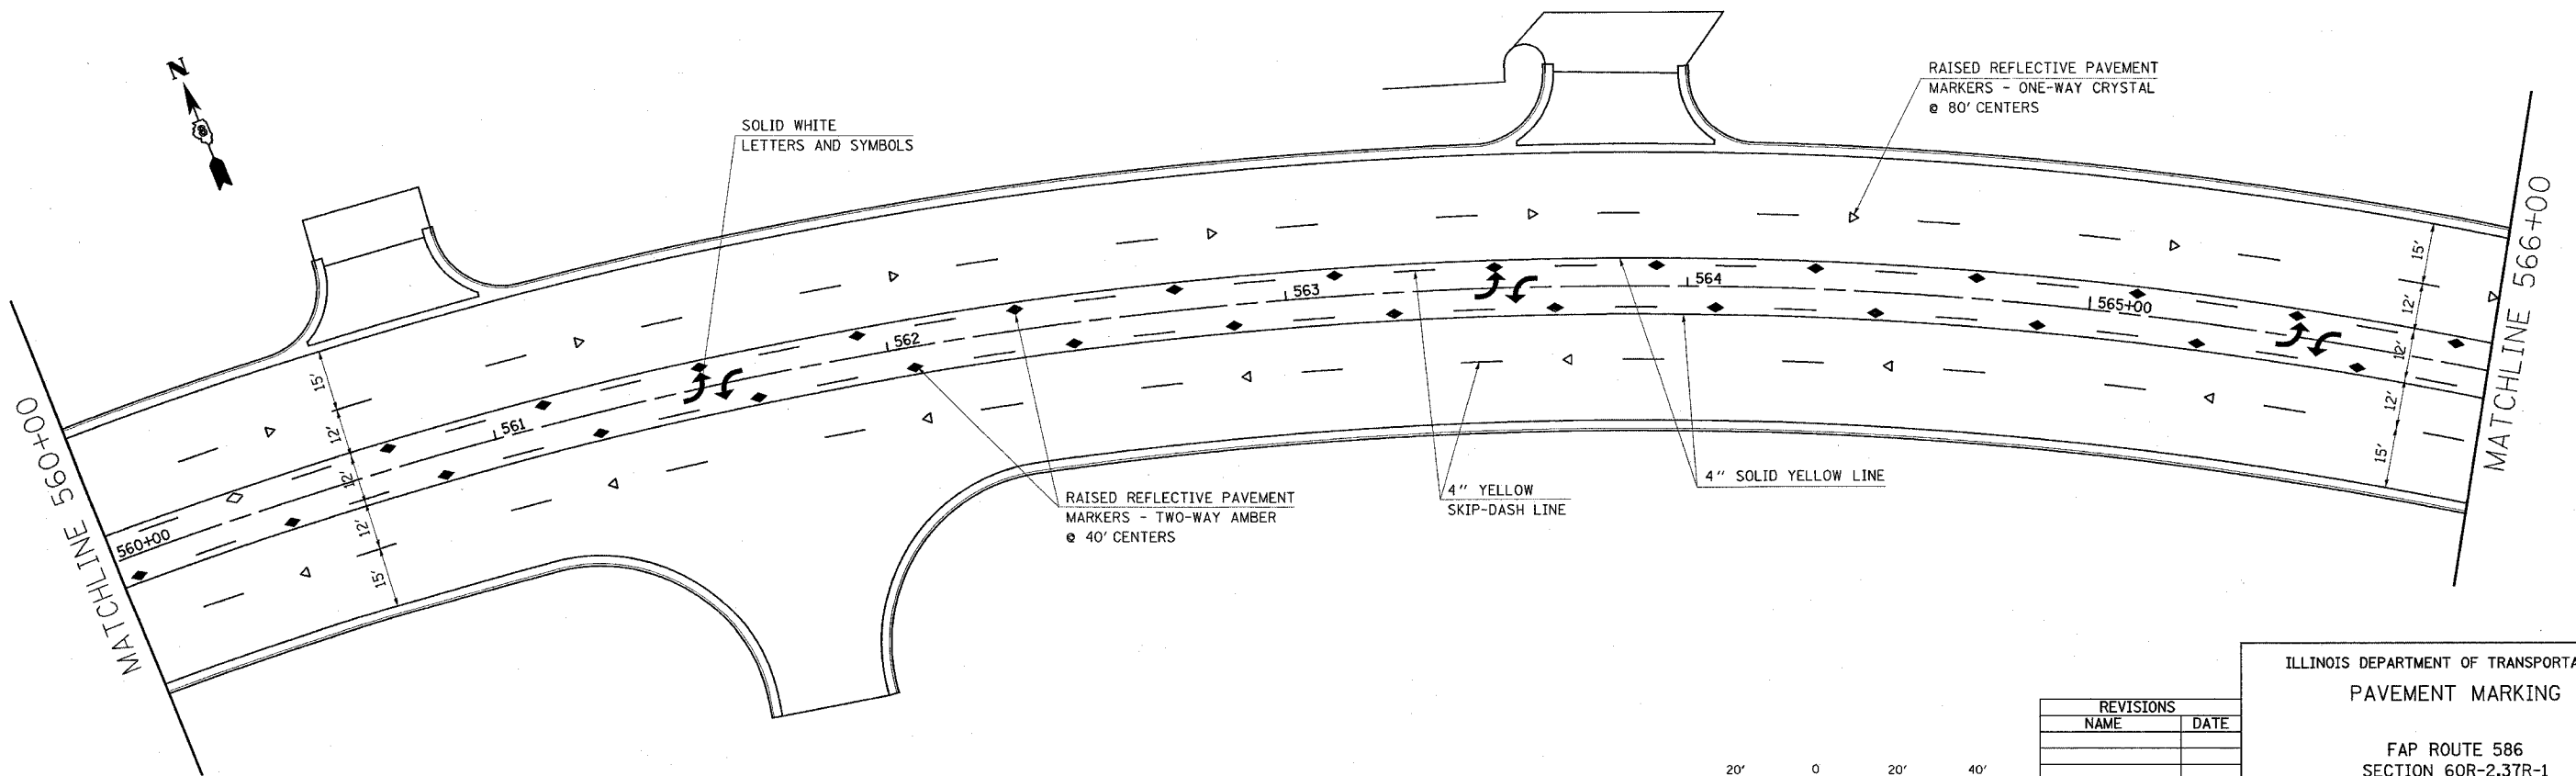 N
8
SOLID WHITE
LETTERS AND SYMBOLS
RAISED REFLECTIVE PAVEMENT
MARKERS - ONE-WAY CRYSTAL
@ 80' CENTERS
MATCHLINE 560+00
560+00
561
562
563
564
565+00
MATCHLINE 566+00
15'
12'
12'
12'
15'
15'
12'
12'
12'
15'
RAISED REFLECTIVE PAVEMENT
MARKERS - TWO-WAY AMBER
@ 40' CENTERS
4" YELLOW
SKIP-DASH LINE
4" SOLID YELLOW LINE
20' 0 20' 40'
REVISIONS
NAME DATE
ILLINOIS DEPARTMENT OF TRANSPORTA
PAVEMENT MARKING
FAP ROUTE 586
SECTION 60R-2,37R-1